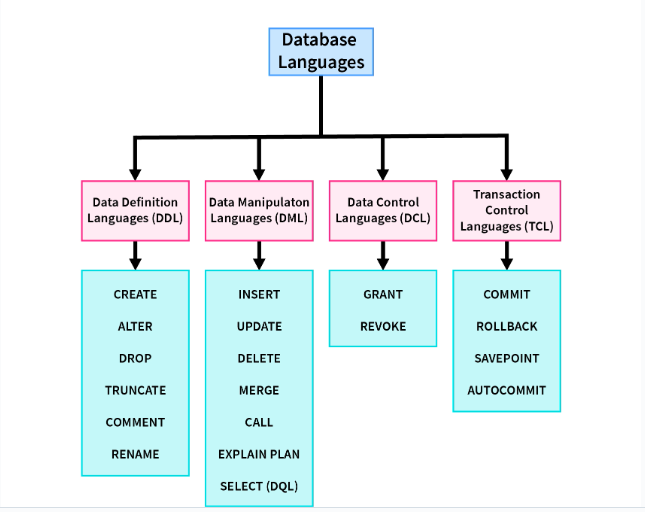 Database
Languages
Data Definition
Languages (DDL)
Data Manipulaton
Languages (DML)
Data Control
Languages (DCL)
Transaction
Control
Languages (TCL)
CREATE
ALTER
DROP
TRUNCATE
COMMENT
RENAME
INSERT
UPDATE
DELETE
MERGE
CALL
EXPLAIN PLAN
SELECT (DQL)
GRANT
REVOKE
COMMIT
ROLLBACK
SAVEPOINT
AUTOCOMMIT